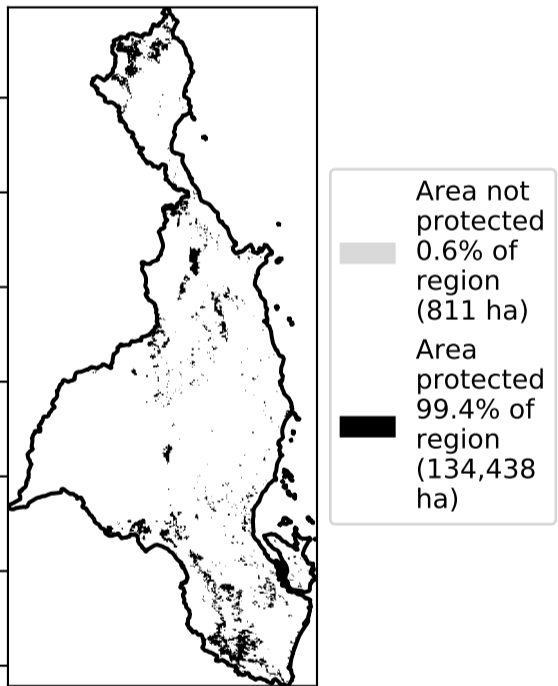 Area not
protected
0.6% of
region
(811 ha)
Area
protected
99.4% of
region
(134,438
ha)